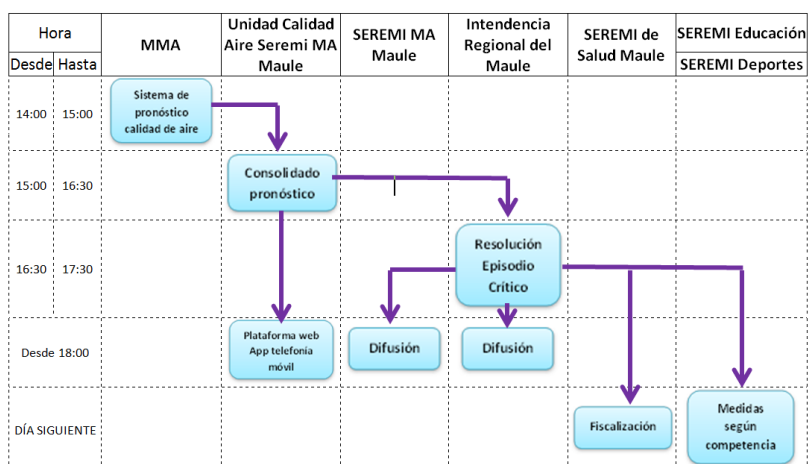 Hora
Desde Hasta
MMA
Unidad Calidad
Aire Seremi MA
Maule
SEREMI MA
Maule
Intendencia
Regional del
Maule
SEREMI de
Salud Maule
SEREMI Educación
SEREMI Deportes
14:00 15:00
Sistema de
pronóstico
calidad de aire
15:00 16:30
Consolidado
pronóstico
16:30 17:30
Resolución
Episodio
Crítico
Desde 18:00
Plataforma web
App telefonía
móvil
Difusión
Difusión
DÍA SIGUIENTE
Fiscalización
Medidas
según
competencia